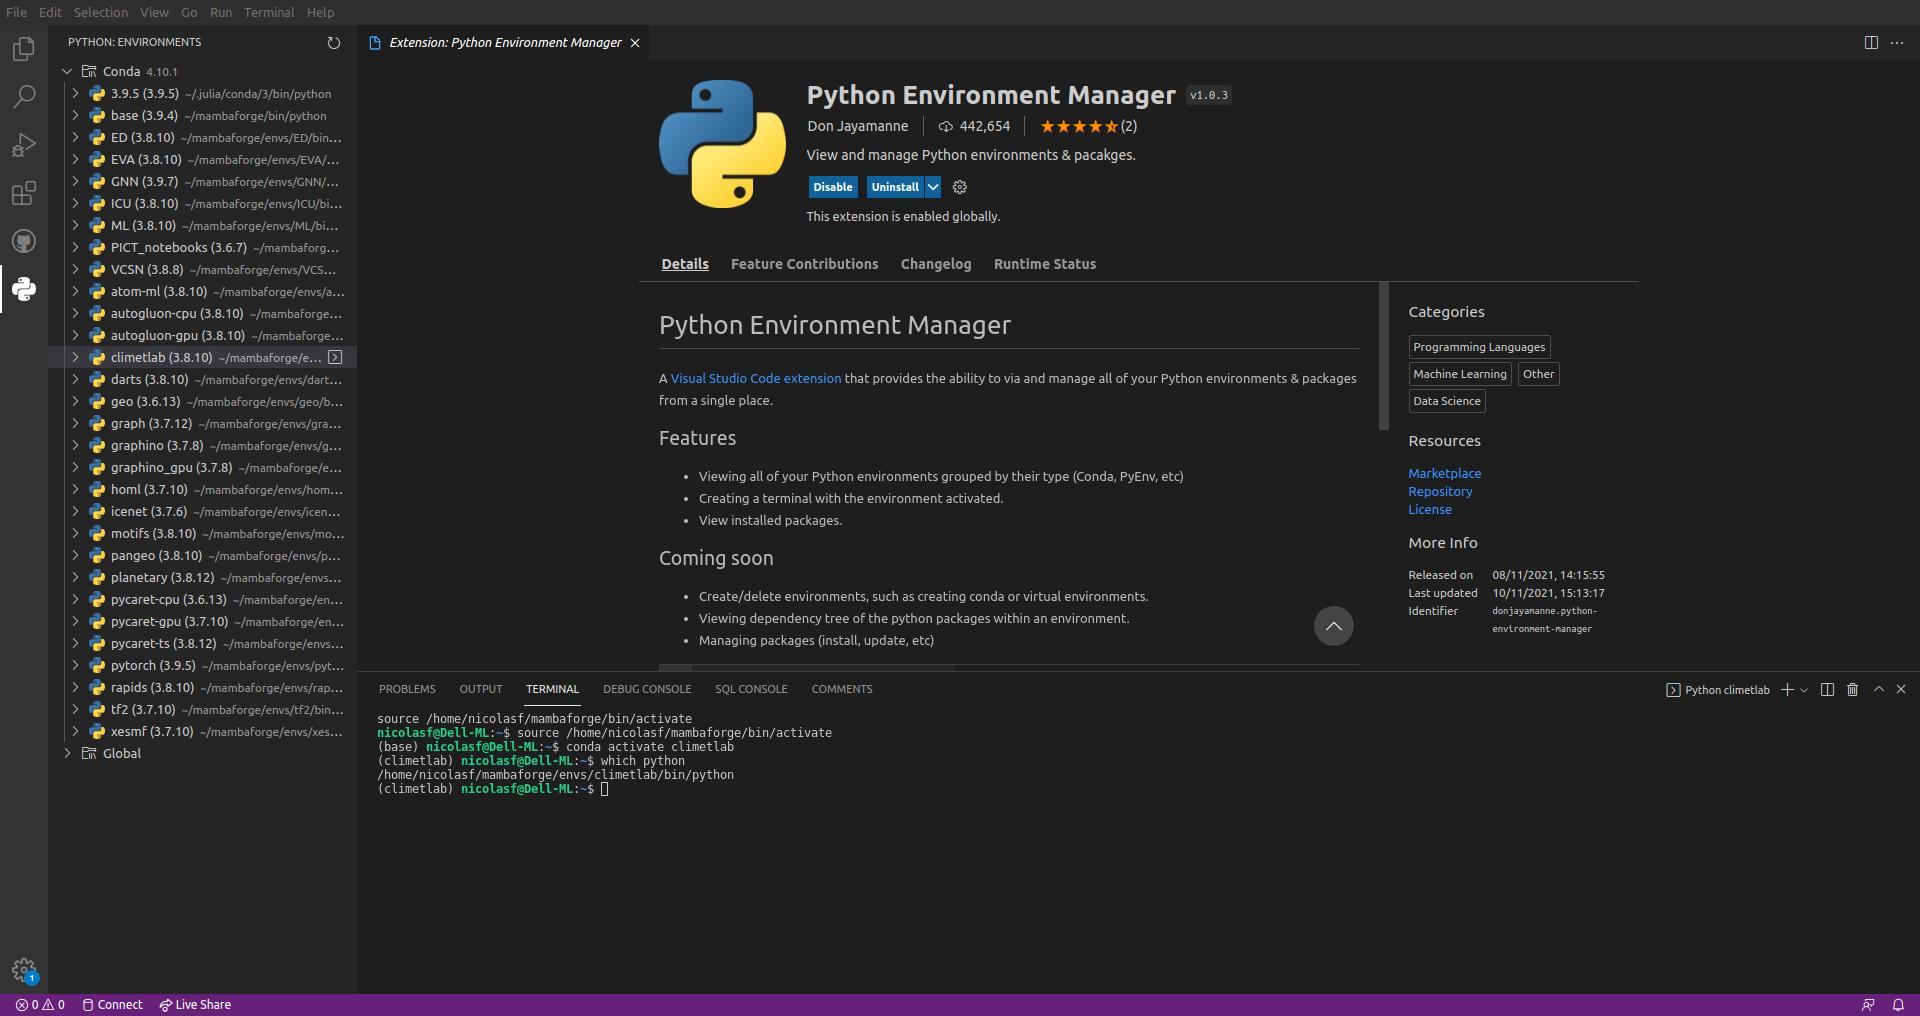 File Edit Selection View Go Run Terminal Help
PYTHON: ENVIRONMENTS
Conda 4.10.1
3.9.5 (3.9.5) ~/.julia/conda/3/bin/python
base (3.9.4) ~/mambaforge/bin/python
ED (3.8.10) ~/mambaforge/envs/ED/bin...
EVA (3.8.10) ~/mambaforge/envs/EVA/...
GNN (3.9.7) ~/mambaforge/envs/GNN/...
ICU (3.8.10) ~/mambaforge/envs/ICU/bi...
ML (3.8.10) ~/mambaforge/envs/ML/bi...
PICT_notebooks (3.6.7) ~/mambaforg...
VCSN (3.8.8) ~/mambaforge/envs/VCS...
atom-ml (3.8.10) ~/mambaforge/envs/a...
autogluon-cpu (3.8.10) ~/mambaforge...
autogluon-gpu (3.8.10) ~/mambaforge...
climetlab (3.8.10) ~/mambaforge/e...
darts (3.8.10) ~/mambaforge/envs/dart...
geo (3.6.13) ~/mambaforge/envs/geo/b...
graph (3.7.12) ~/mambaforge/envs/gra...
graphino (3.7.8) ~/mambaforge/envs/g...
graphino_gpu (3.7.8) ~/mambaforge/e...
homl (3.7.10) ~/mambaforge/envs/hom...
icenet (3.7.6) ~/mambaforge/envs/icen...
motifs (3.8.10) ~/mambaforge/envs/mo...
pangeo (3.8.10) ~/mambaforge/envs/p...
planetary (3.8.12) ~/mambaforge/envs...
pycaret-cpu (3.6.13) ~/mambaforge/en...
pycaret-gpu (3.7.10) ~/mambaforge/en...
pycaret-ts (3.8.12) ~/mambaforge/envs...
pytorch (3.9.5) ~/mambaforge/envs/pyt...
rapids (3.8.10) ~/mambaforge/envs/rap...
tf2 (3.7.10) ~/mambaforge/envs/tf2/bin...
xesmf (3.7.10) ~/mambaforge/envs/xes...
Global
Extension: Python Environment Manager
Python Environment Manager v1.0.3
Don Jayamanne 442,654 (2)
View and manage Python environments & pacakges.
Disable Uninstall
This extension is enabled globally.
Details Feature Contributions Changelog Runtime Status
Python Environment Manager
A Visual Studio Code extension that provides the ability to via and manage all of your Python environments & packages
from a single place.
Features
• Viewing all of your Python environments grouped by their type (Conda, PyEnv, etc)
• Creating a terminal with the environment activated.
• View installed packages.
Coming soon
• Create/delete environments, such as creating conda or virtual environments.
• Viewing dependency tree of the python packages within an environment.
• Managing packages (install, update, etc)
Categories
Programming Languages
Machine Learning Other
Data Science
Resources
Marketplace
Repository
License
More Info
Released on 08/11/2021, 14:15:55
Last updated 10/11/2021, 15:13:17
Identifier donjayamanne.python-
environment-manager
PROBLEMS OUTPUT TERMINAL DEBUG CONSOLE SQL CONSOLE COMMENTS
Python climetlab
source /home/nicolasf/mambaforge/bin/activate
nicolasf@Dell-ML:~$ source /home/nicolasf/mambaforge/bin/activate
(base) nicolasf@Dell-ML:~$ conda activate climetlab
(climetlab) nicolasf@Dell-ML:~$ which python
/home/nicolasf/mambaforge/envs/climetlab/bin/python
(climetlab) nicolasf@Dell-ML:~$
1
0 0 Connect Live Share